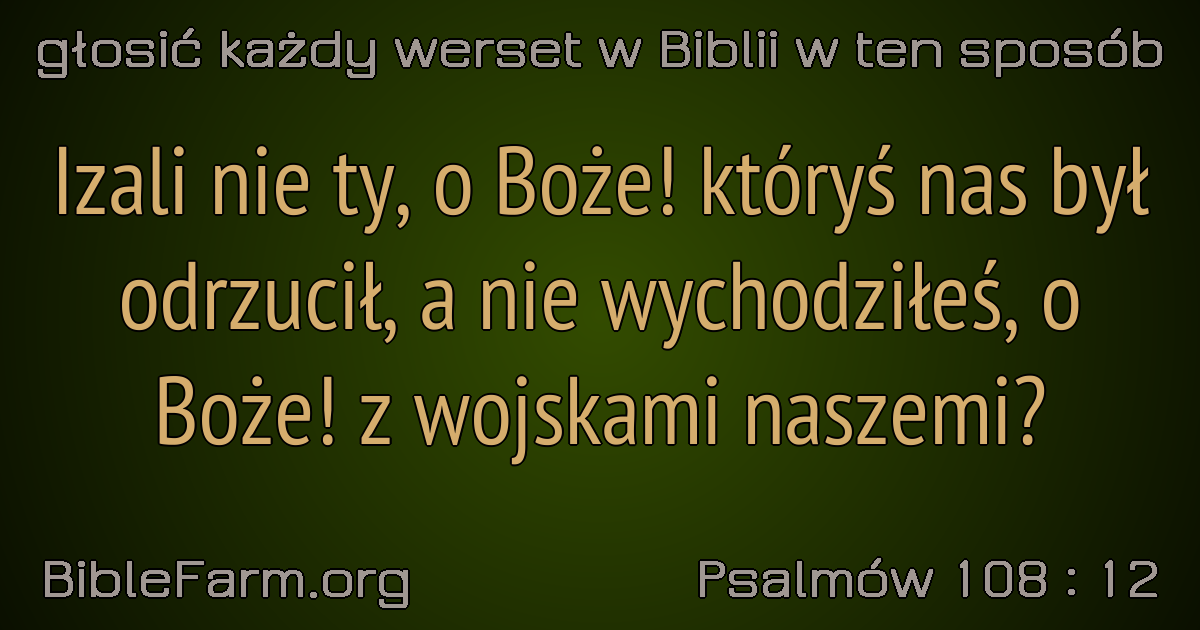 głosić każdy werset w Biblii w ten sposób
Izali nie ty, o Boże! któryś nas był
odrzucił, a nie wychodziłeś, o
Boże! z wojskami naszemi?
BibleFarm.org
Psalmów 108 : 12